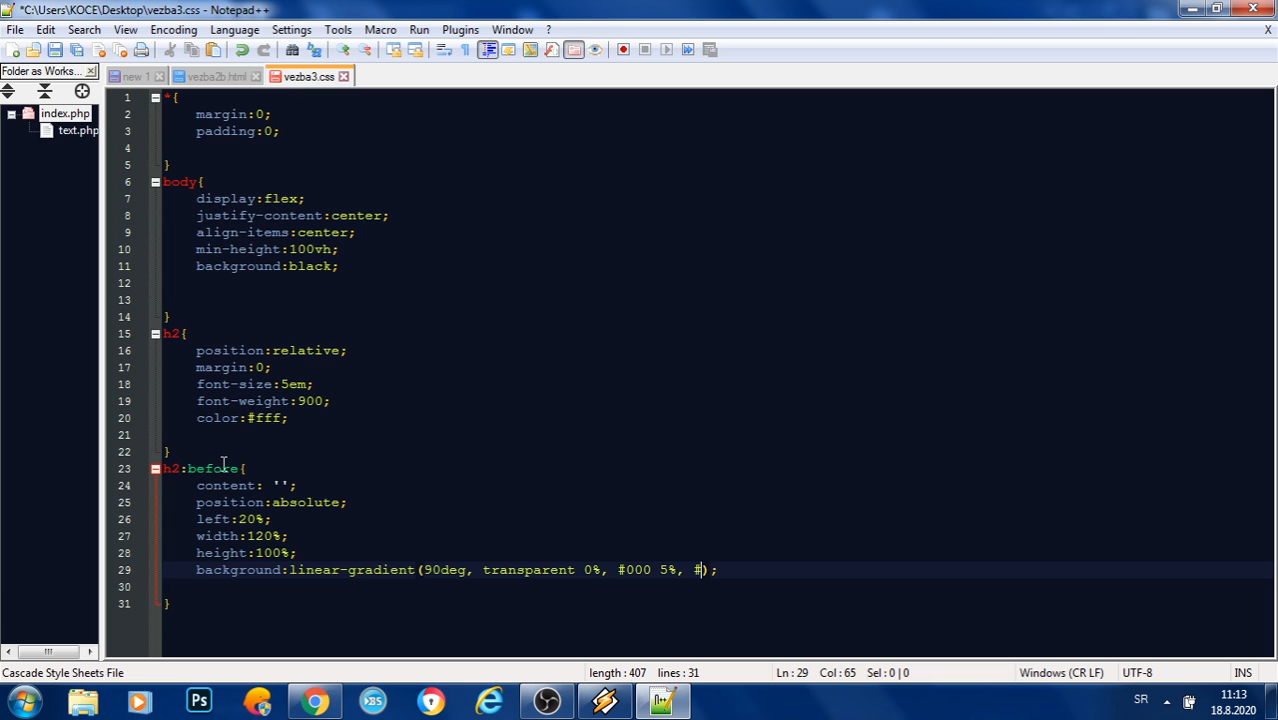 *C:\Users\KOCE\Desktop\vezba3.css - Notepad++
File Edit Search View Encoding Language Settings Tools Macro Run Plugins Window ?
X
Folder as Works...
new 1 vezba2b.html vezba3.css
index.php
text.php
1 *{
2 margin:0;
3 padding:0;
4
5 }
6 body{
7 display:flex;
8 justify-content:center;
9 align-items:center;
10 min-height:100vh;
11 background:black;
12
13
14 }
15 h2{
16 position:relative;
17 margin:0;
18 font-size:5em;
19 font-weight:900;
20 color:#fff;
21
22 }
23 h2:before{
24 content: '';
25 position:absolute;
26 left:20%;
27 width:120%;
28 height:100%;
29 background:linear-gradient(90deg, transparent 0%, #000 5%, #);
30
31 }
Cascade Style Sheets File length : 407 lines : 31 Ln : 29 Col : 65 Sel : 0 | 0 Windows (CR LF) UTF-8 INS
Ps XBS SR 11:13
18.8.2020